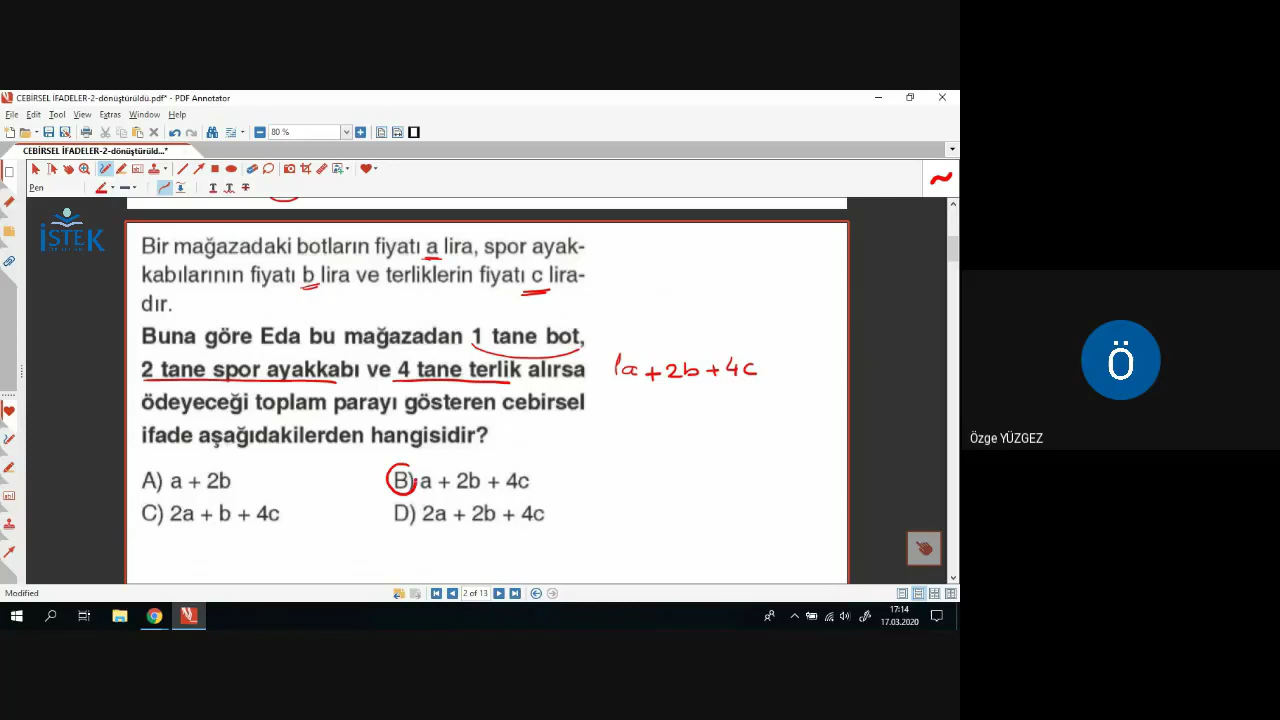 CEBİRSEL İFADELER-2-dönüştürüldü.pdf* - PDF Annotator
File Edit Tool View Extras Window Help
80 %
CEBİRSEL İFADELER-2-dönüştürüld...*
Pen
İSTEK
Bir mağazadaki botların fiyatı a lira, spor ayak-
kabılarının fiyatı b lira ve terliklerin fiyatı c lira-
dır.
Buna göre Eda bu mağazadan 1 tane bot,
2 tane spor ayakkabı ve 4 tane terlik alırsa
ödeyeceği toplam parayı gösteren cebirsel
ifade aşağıdakilerden hangisidir?
1a + 2b + 4c
A) a + 2b B) a + 2b + 4c
C) 2a + b + 4c D) 2a + 2b + 4c
Modified 2 of 13
17:14
17.03.2020
Ö
Özge YÜZGEZ